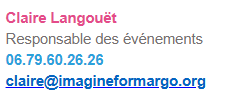 Claire Langouët
Responsable des événements
06.79.60.26.26
claire@imagineformargo.org